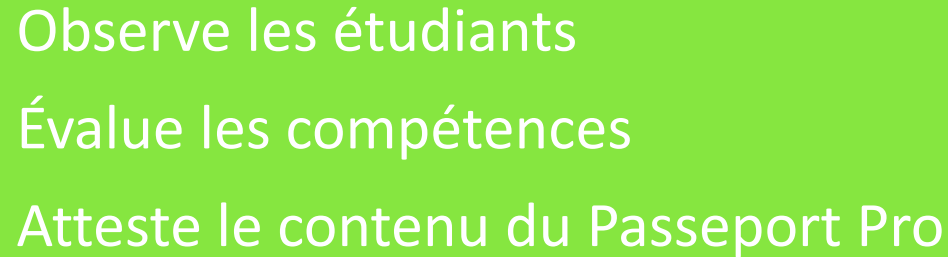 Observe les étudiants
Évalue les compétences
Atteste le contenu du Passeport Pro